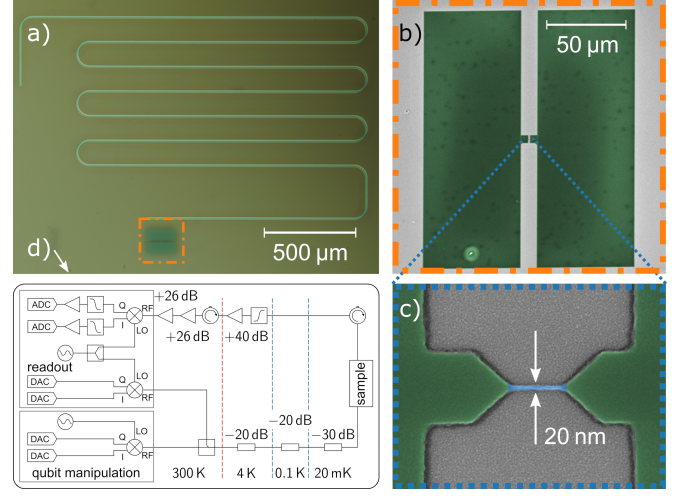 a)
500 µm
b)
50 µm
c)
20 nm
d)
ADC
ADC
Q
I
RF
LO
+26 dB
+26 dB
+40 dB
readout
DAC
DAC
Q
I
LO
RF
sample
DAC
DAC
Q
I
LO
RF
qubit manipulation
−20 dB
−20 dB
−30 dB
300 K
4 K
0.1 K
20 mK